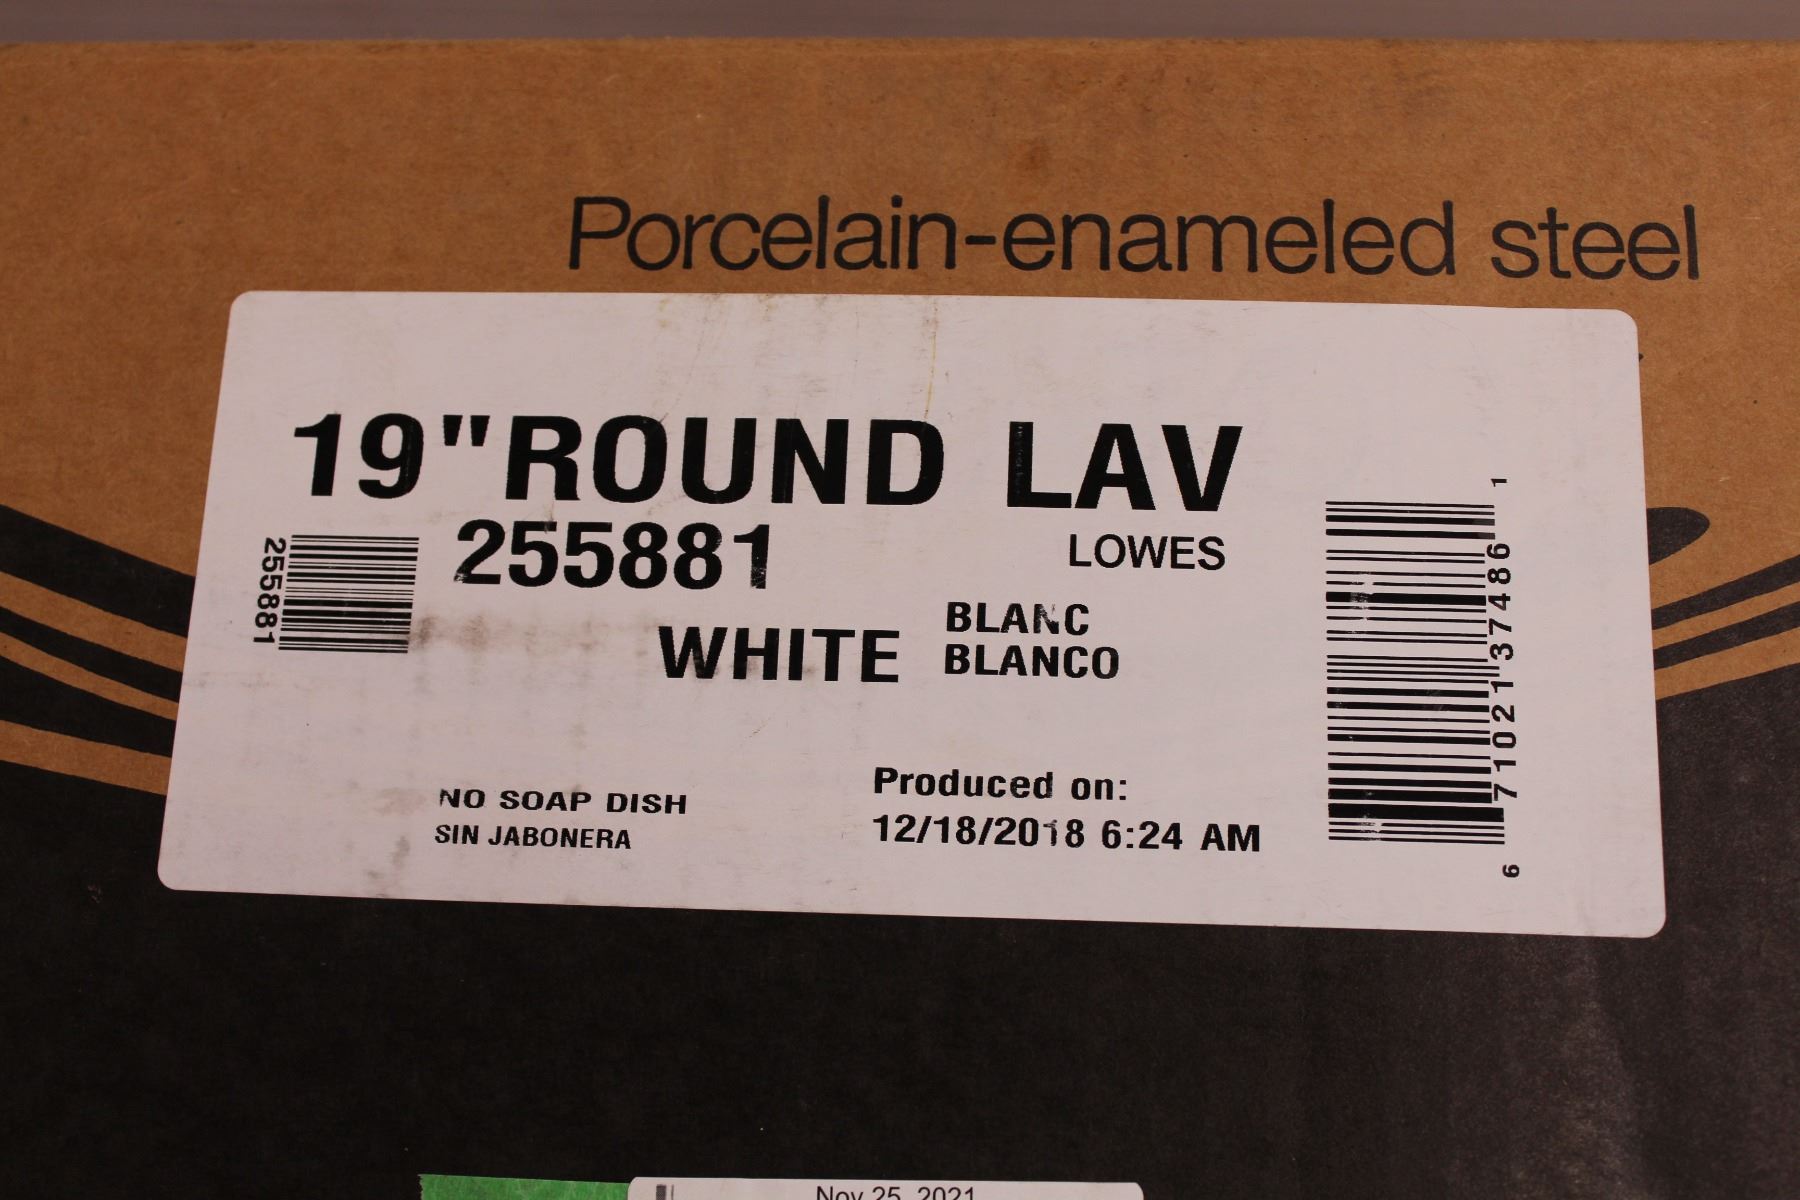 Porcelain-enameled steel
19"ROUND LAV
255881
LOWES
255881
WHITE
BLANC
BLANCO
NO SOAP DISH
SIN JABONERA
Produced on:
12/18/2018 6:24 AM
6 71021 37486 1
Nov 25, 2021